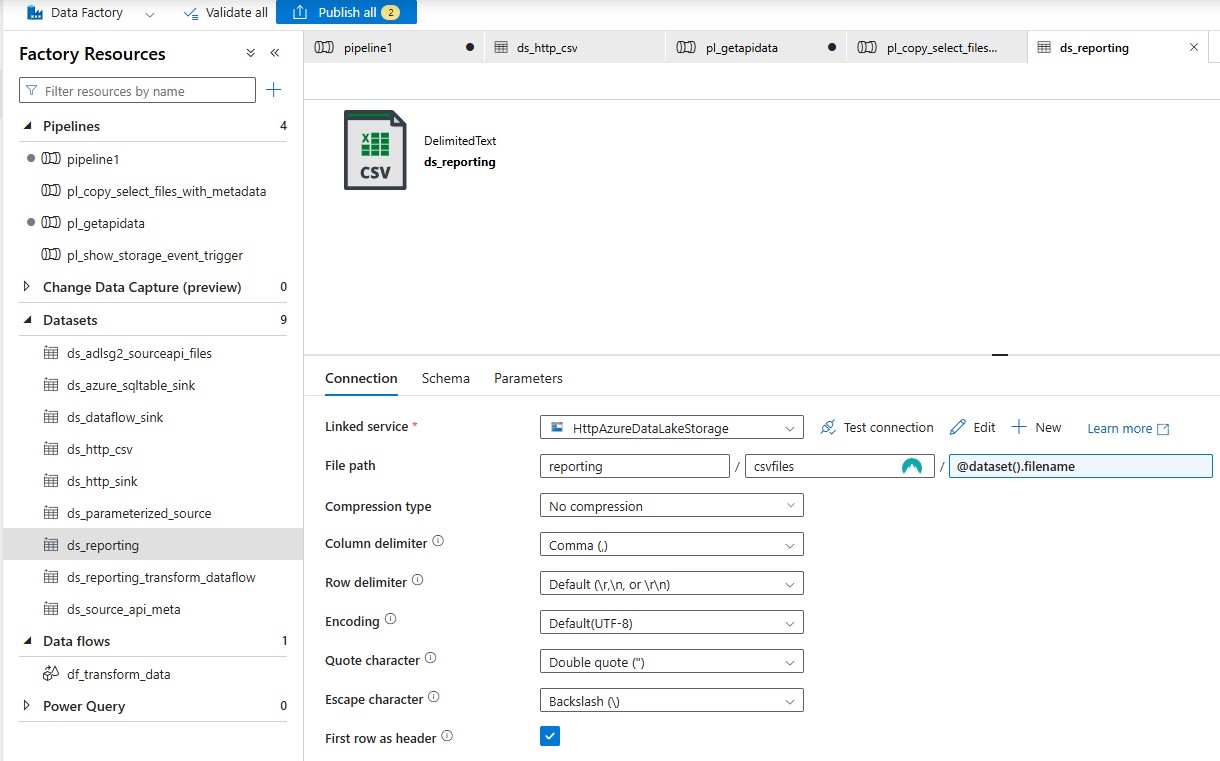 Data Factory Validate all Publish all 2
Factory Resources
Filter resources by name
Pipelines 4
pipeline1
pl_copy_select_files_with_metadata
pl_getapidata
pl_show_storage_event_trigger
Change Data Capture (preview) 0
Datasets 9
ds_adlsg2_sourceapi_files
ds_azure_sqltable_sink
ds_dataflow_sink
ds_http_csv
ds_http_sink
ds_parameterized_source
ds_reporting
ds_reporting_transform_dataflow
ds_source_api_meta
Data flows 1
df_transform_data
Power Query 0
pipeline1 ds_http_csv pl_getapidata pl_copy_select_files... ds_reporting
CSV
DelimitedText
ds_reporting
Connection Schema Parameters
Linked service * HttpAzureDataLakeStorage Test connection Edit New Learn more
File path reporting / csvfiles / @dataset().filename
Compression type No compression
Column delimiter Comma (,)
Row delimiter Default (\r,\n, or \r\n)
Encoding Default(UTF-8)
Quote character Double quote (")
Escape character Backslash (\)
First row as header